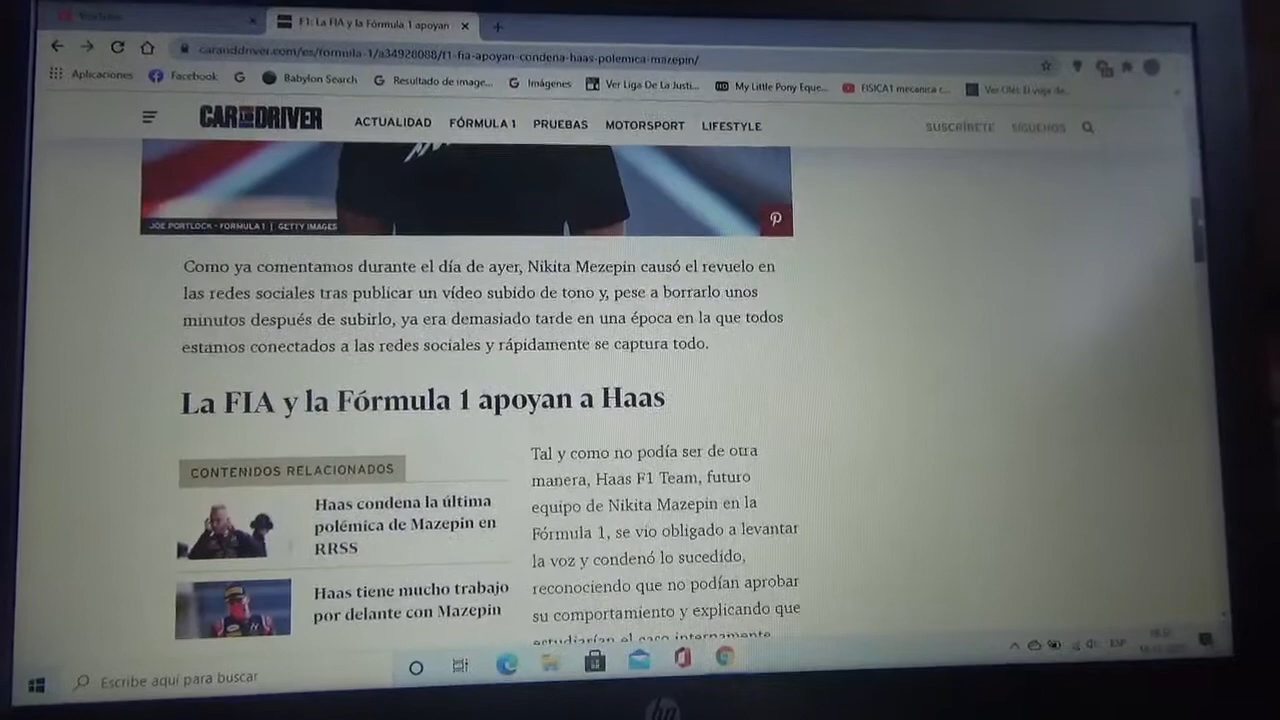 YouTube
F1: La FIA y la Fórmula 1 apoyan
caranddriver.com/es/formula-1/a34928088/f1-fia-apoyan-condena-haas-polemica-mazepin/
Aplicaciones
Facebook
Babylon Search
Resultado de image...
Imágenes
Ver Liga De La Justi...
My Little Pony Eque...
FISICA1 mecanica c...
CAR AND DRIVER
ACTUALIDAD
FÓRMULA 1
PRUEBAS
MOTORSPORT
LIFESTYLE
SUSCRÍBETE
SÍGUENOS
JOE PORTLOCK - FORMULA 1 | GETTY IMAGES
Como ya comentamos durante el día de ayer, Nikita Mezepin causó el revuelo en
las redes sociales tras publicar un vídeo subido de tono y, pese a borrarlo unos
minutos después de subirlo, ya era demasiado tarde en una época en la que todos
estamos conectados a las redes sociales y rápidamente se captura todo.
La FIA y la Fórmula 1 apoyan a Haas
CONTENIDOS RELACIONADOS
Haas condena la última
polémica de Mazepin en
RRSS
Haas tiene mucho trabajo
por delante con Mazepin
Tal y como no podía ser de otra
manera, Haas F1 Team, futuro
equipo de Nikita Mazepin en la
Fórmula 1, se vio obligado a levantar
la voz y condenó lo sucedido,
reconociendo que no podían aprobar
su comportamiento y explicando que
estudiarían el caso internamente
Escribe aquí para buscar
ESP
hp